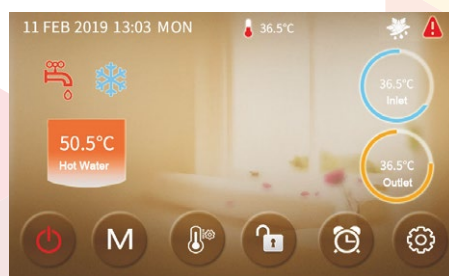 11 FEB 2019 13:03 MON
36.5°C
36.5°C
Inlet
50.5°C
Hot Water
36.5°C
Outlet
M